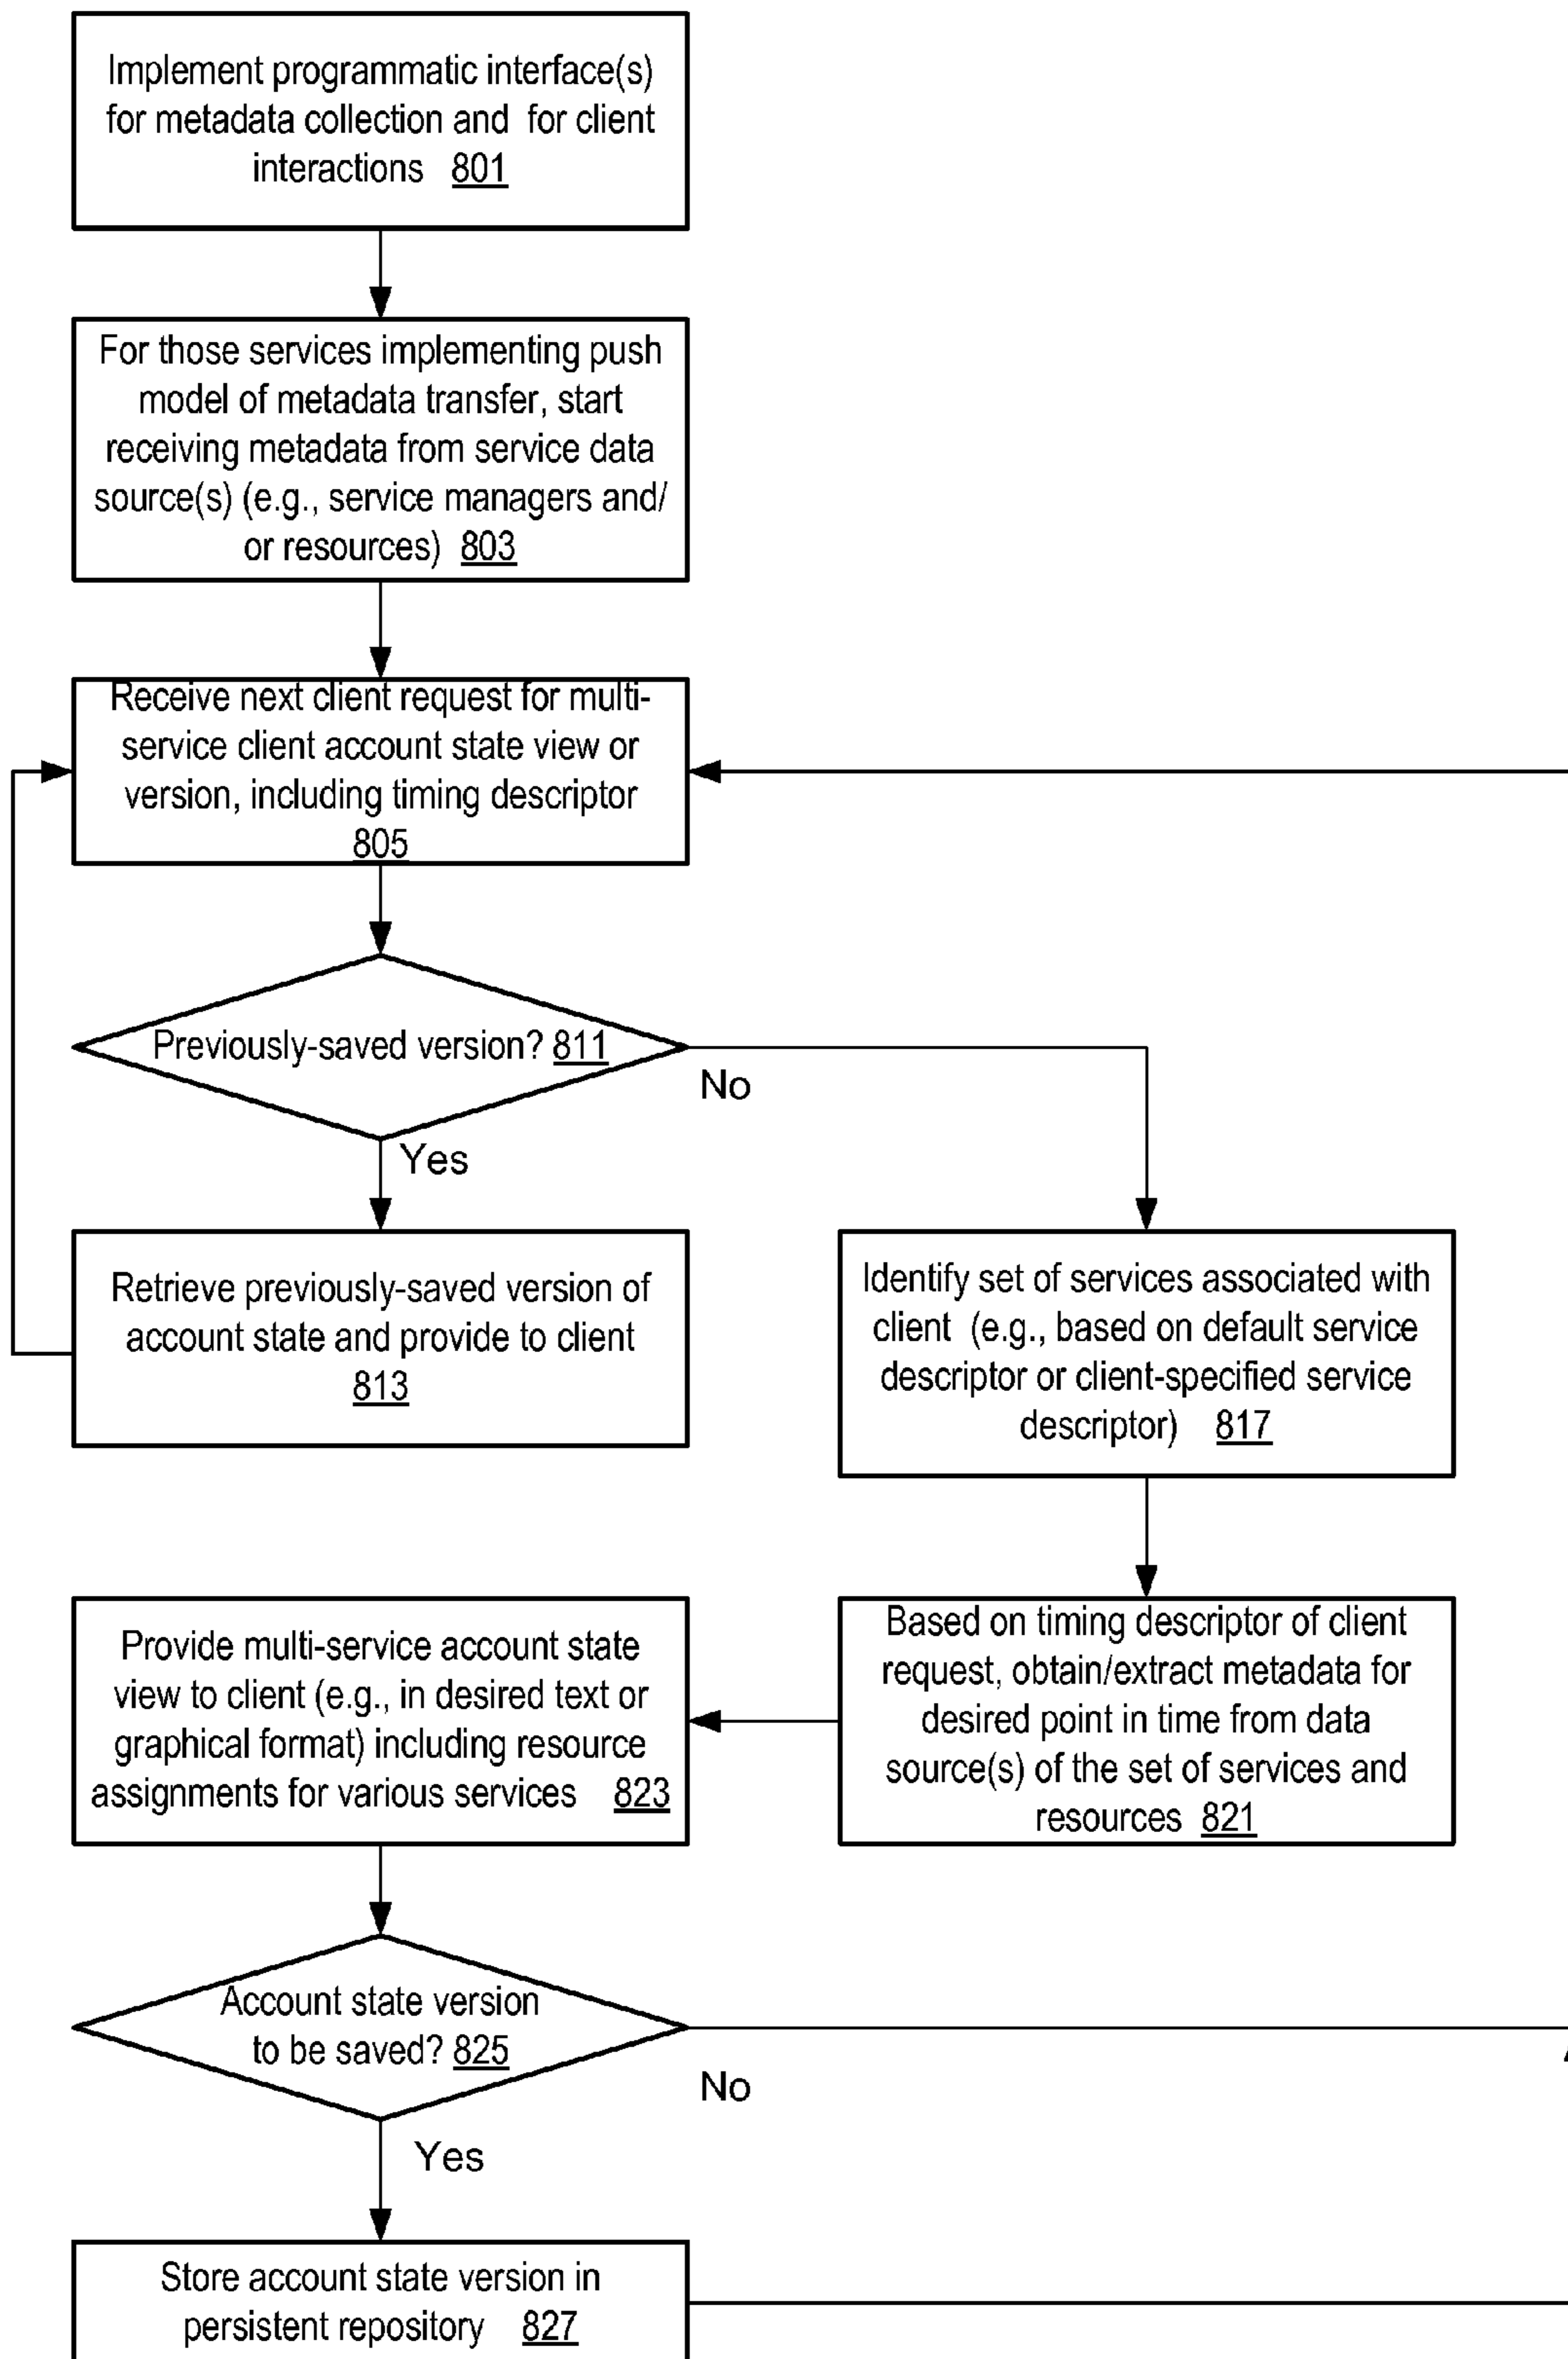 Implement programmatic interface(s)
for metadata collection and for client
interactions 801
For those services implementing push
model of metadata transfer, start
receiving metadata from service data
source(s) (e.g., service managers and/
or resources) 803
Receive next client request for multi-
service client account state view or
version, including timing descriptor
805
Previously-saved version? 811
No
Yes
Retrieve previously-saved version of
account state and provide to client
813
Identify set of services associated with
client (e.g., based on default service
descriptor or client-specified service
descriptor) 817
Based on timing descriptor of client
request, obtain/extract metadata for
desired point in time from data
source(s) of the set of services and
resources 821
Provide multi-service account state
view to client (e.g., in desired text or
graphical format) including resource
assignments for various services 823
Account state version
to be saved? 825
No
Yes
Store account state version in
persistent repository 827